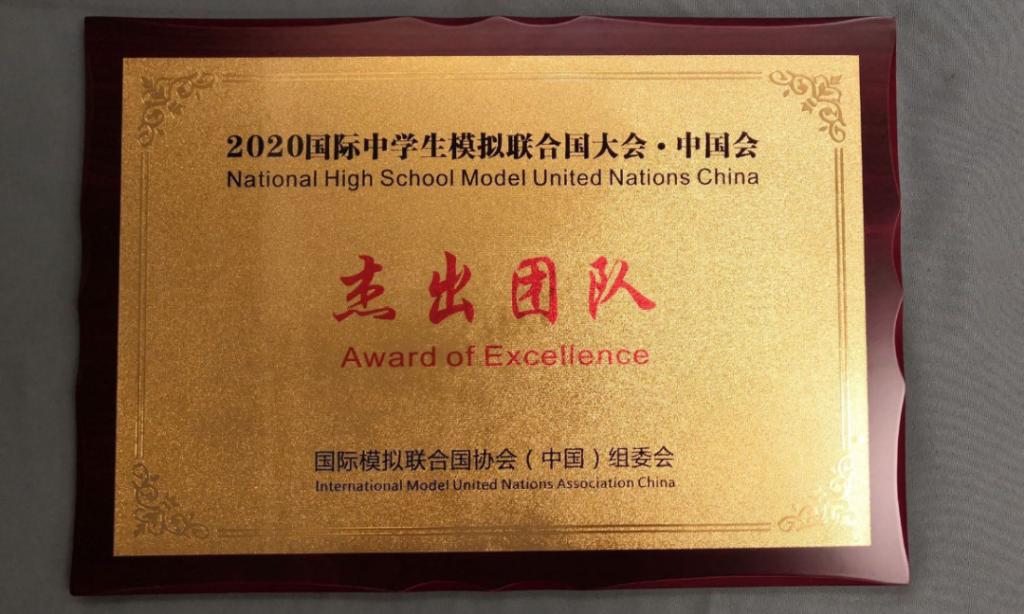 2020国际中学生模拟联合国大会·中国会
National High School Model United Nations China
杰出团队
Award of Excellence
国际模拟联合国协会（中国）组委会
International Model United Nations Association China